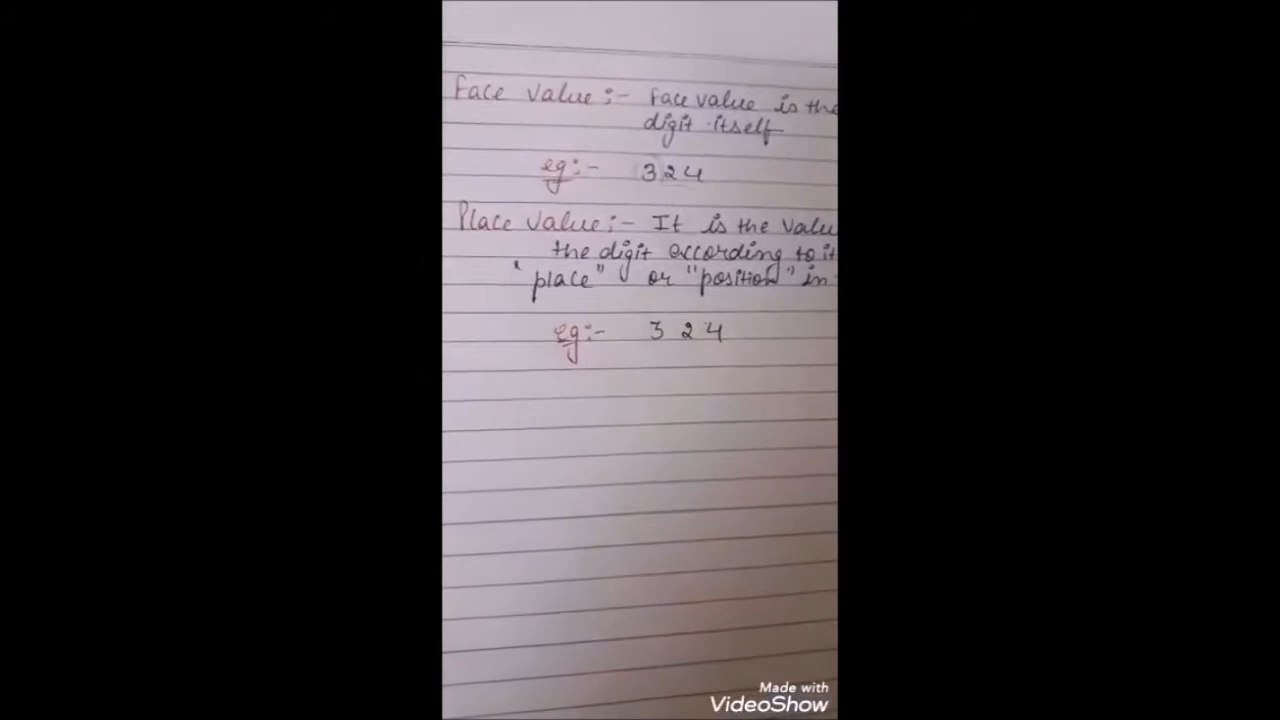 Face Value :- Face value is the
digit itself
eg:- 324
Place Value :- It is the Valu
the digit according to it
"place" or "position" in
eg:- 3 2 4
Made with
VideoShow